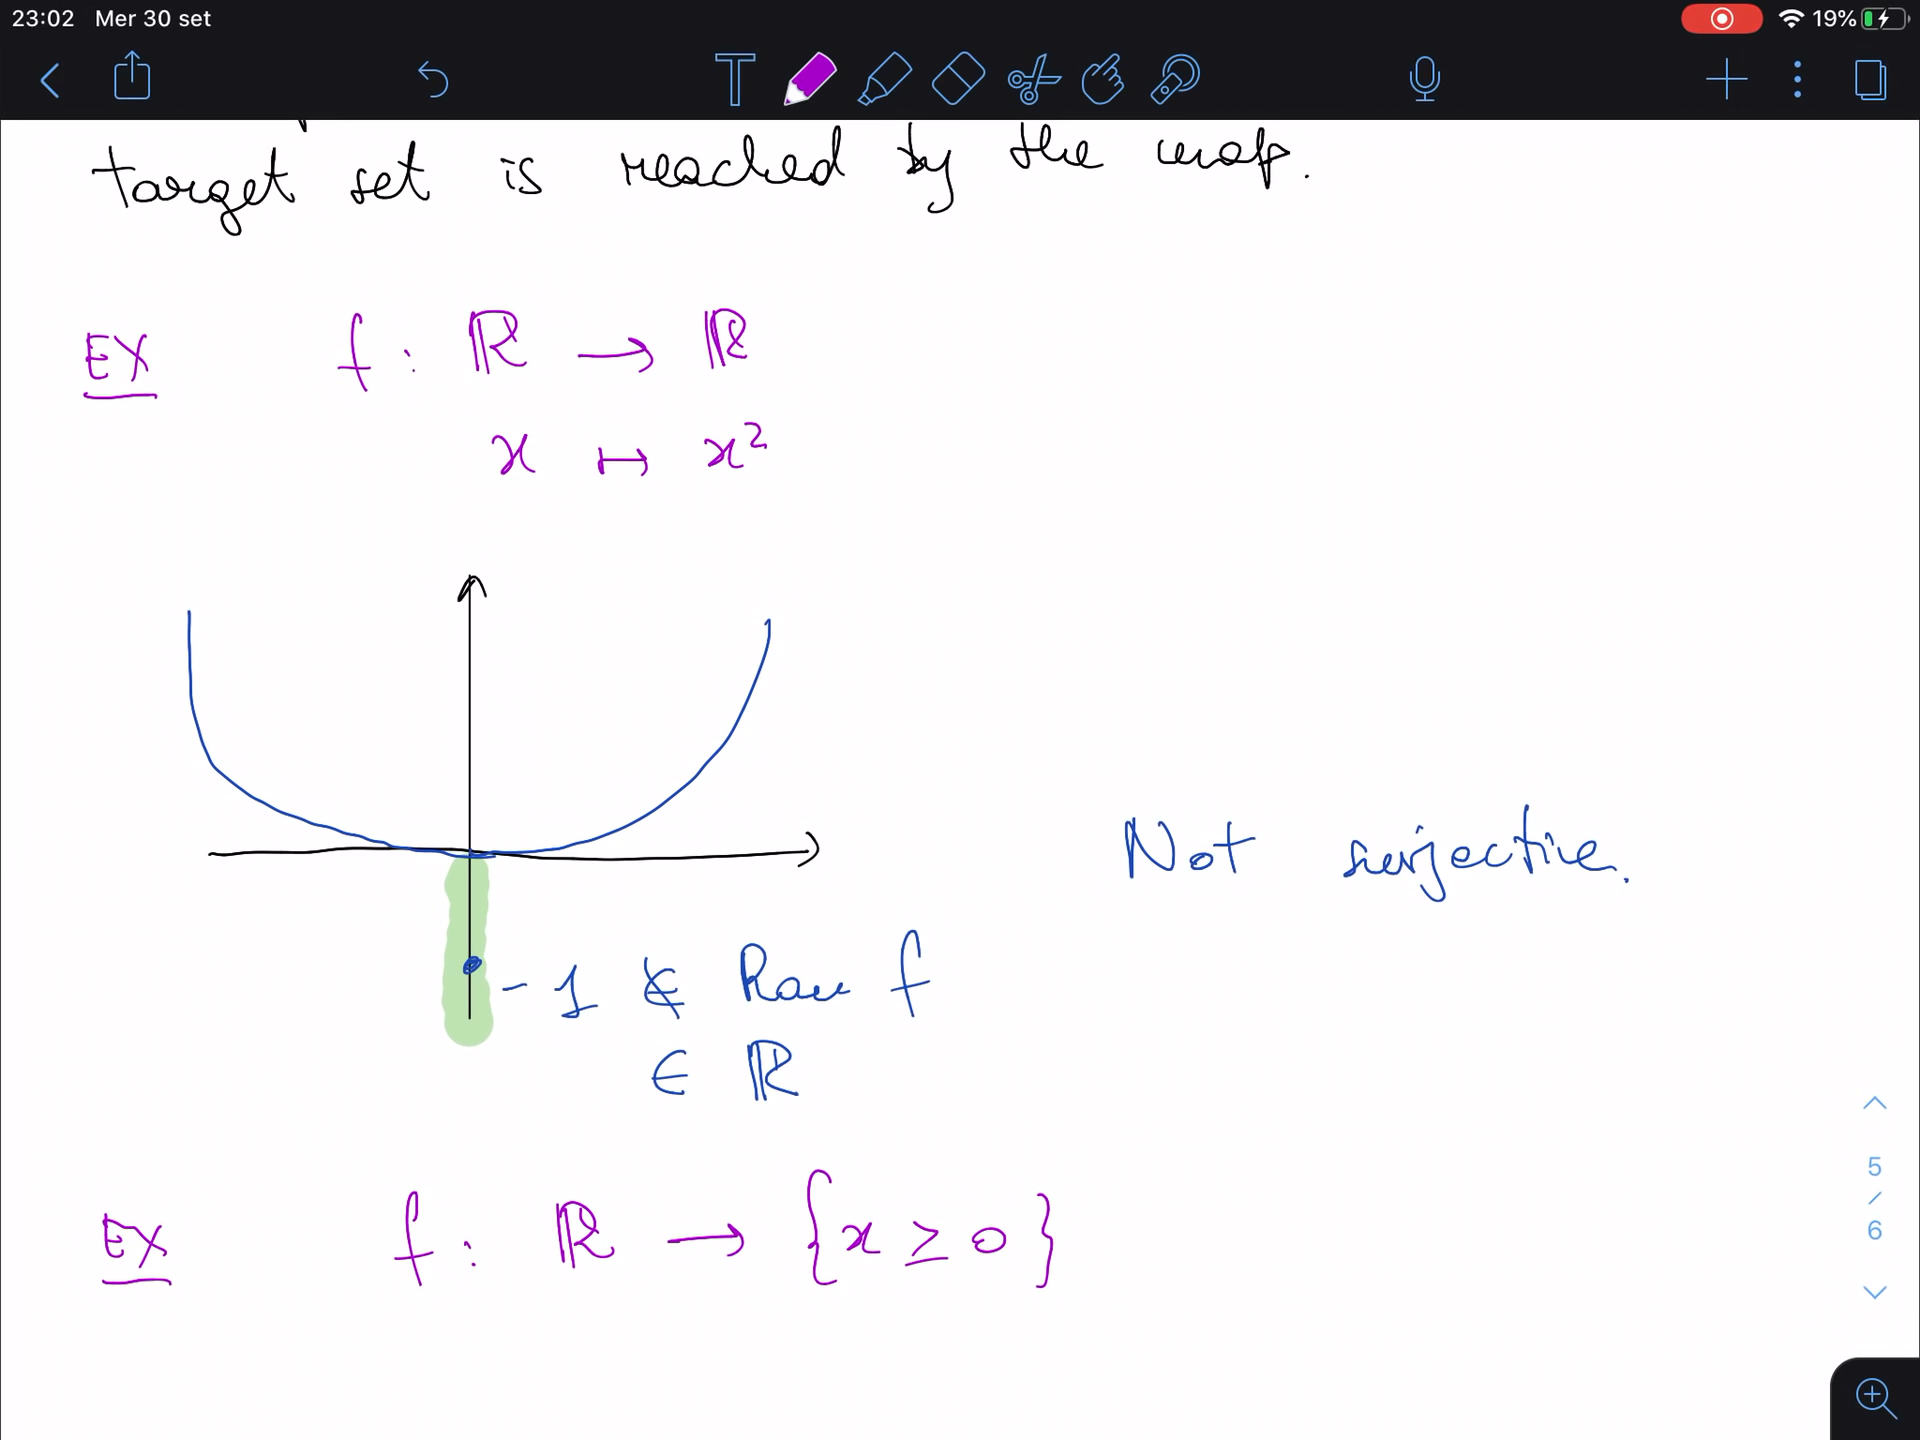 23:02 Mer 30 set 19%
target set is reached by the map.
EX f : ℝ → ℝ
x ↦ x²
Not surjective.
-1 ∉ Ran f
∈ ℝ
EX f : ℝ → {x ≥ 0}
5
/
6